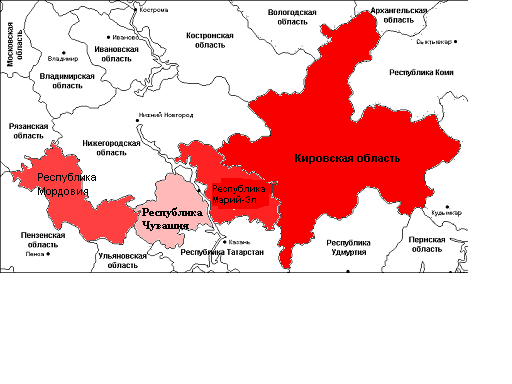 Кострома
Вологодская
область
Архангельская
область
Московская
область
Ивановская
область
Иваново
Костронская
область
Выктывкар
Владимир
Владимирская
область
Республика Коми
Нижний Новгород
Рязанская
область
Нижегородская
область
Кировская область
Республика
Мордовия
Республика
Марий-Эл
Республика
Чувашия
Кудымкар
Пензенская
область
Пенза
Ульяновская
область
Казань
Республика Татарстан
Республика
Удмуртия
Пермская
область